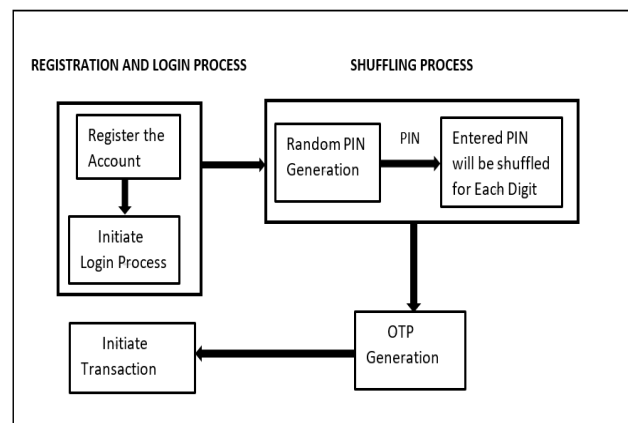 REGISTRATION AND LOGIN PROCESS
SHUFFLING PROCESS
Register the
Account
Initiate
Login Process
Random PIN
Generation
PIN
Entered PIN
will be shuffled
for Each Digit
OTP
Generation
Initiate
Transaction